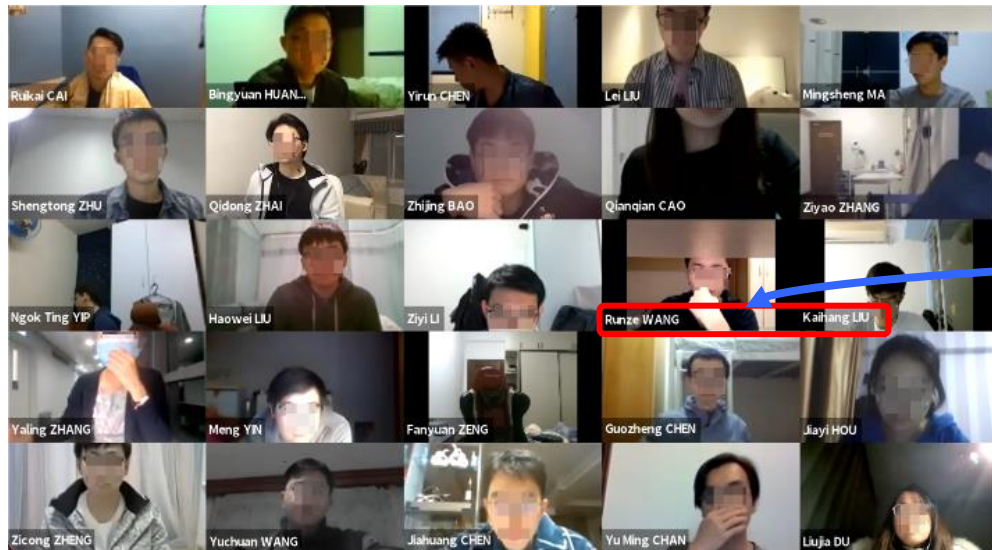 Ruikai CAI
Bingyuan HUAN...
Yirun CHEN
Lei LIU
Mingsheng MA
Shengtong ZHU
Qidong ZHAI
Zhijing BAO
Qianqian CAO
Ziyao ZHANG
Ngok Ting YIP
Haowei LIU
Ziyi LI
Runze WANG
Kaihang LIU
Yaling ZHANG
Meng YIN
Fanyuan ZENG
Guozheng CHEN
Jiayi HOU
Zicong ZHENG
Yuchuan WANG
Jiahuang CHEN
Yu Ming CHAN
Liujia DU